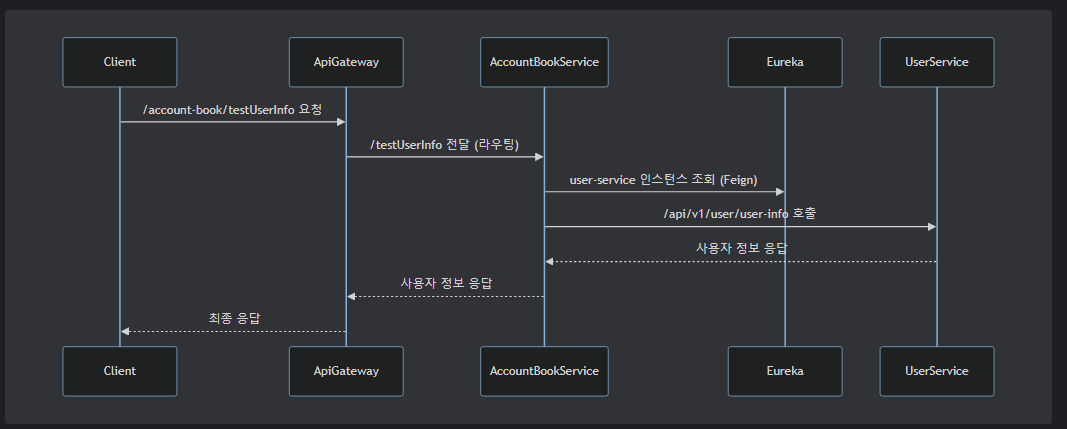 Client
ApiGateway
AccountBookService
Eureka
UserService
/account-book/testUserInfo 요청
/testUserInfo 전달 (라우팅)
user-service 인스턴스 조회 (Feign)
/api/v1/user/user-info 호출
사용자 정보 응답
사용자 정보 응답
최종 응답
Client
ApiGateway
AccountBookService
Eureka
UserService